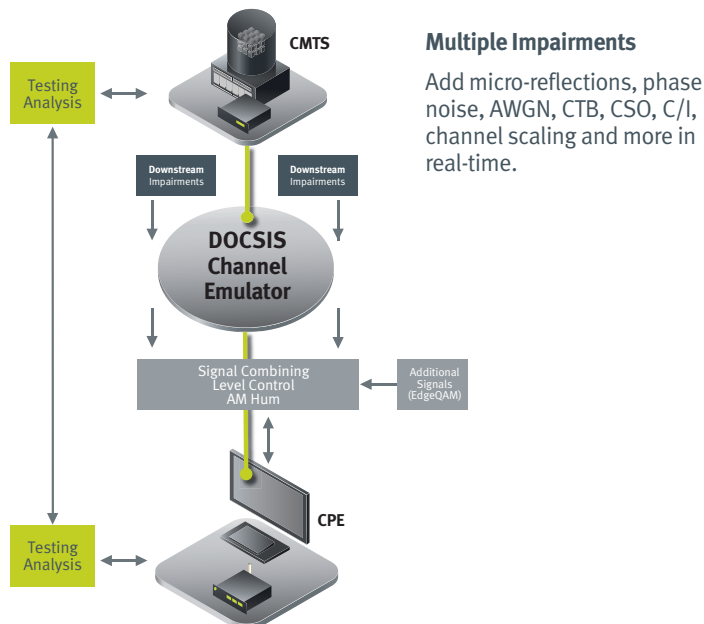 CMTS
Multiple Impairments
Add micro-reflections, phase
noise, AWGN, CTB, CSO, C/I,
channel scaling and more in
real-time.
Testing
Analysis
Downstream
Impairments
Downstream
Impairments
DOCSIS
Channel
Emulator
Signal Combining
Level Control
AM Hum
Additional
Signals
(EdgeQAM)
CPE
Testing
Analysis